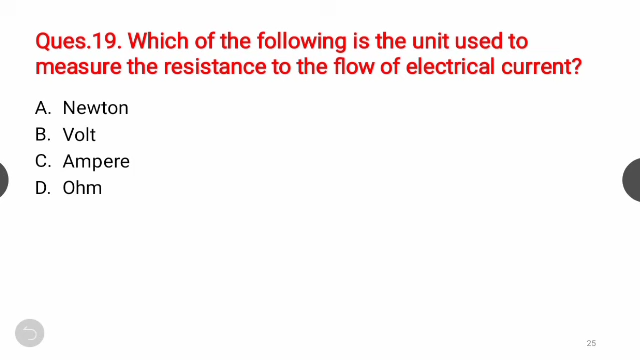 Ques.19. Which of the following is the unit used to
measure the resistance to the flow of electrical current?
A. Newton
B. Volt
C. Ampere
D. Ohm
25